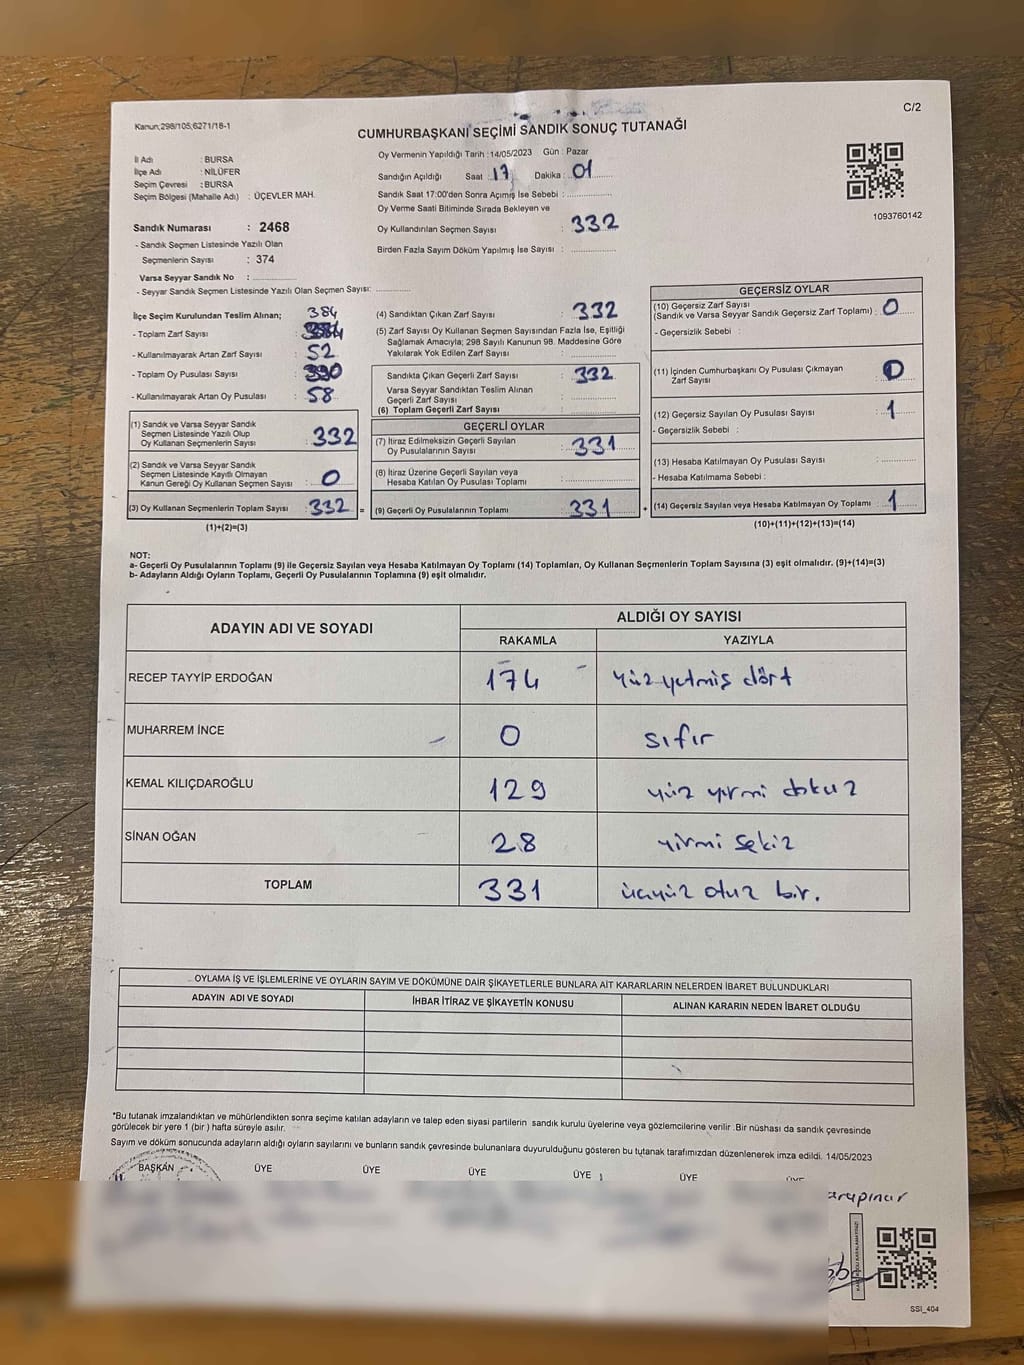 Kanun;298/105;6271/18-1
C/2
CUMHURBAŞKANI SEÇİMİ SANDIK SONUÇ TUTANAĞI
İl Adı : BURSA
İlçe Adı : NİLÜFER
Seçim Çevresi : BURSA
Seçim Bölgesi (Mahalle Adı) : ÜÇEVLER MAH.
Oy Vermenin Yapıldığı Tarih : 14/05/2023 Gün : Pazar
Sandığın Açıldığı Saat : 17 Dakika : 01
Sandık Saat 17:00'den Sonra Açımış İse Sebebi :
Oy Verme Saati Bitiminde Sırada Bekleyen ve
Oy Kullandırılan Seçmen Sayısı : 332
Birden Fazla Sayım Döküm Yapılmış İse Sayısı :
1093760142
Sandık Numarası : 2468
- Sandık Seçmen Listesinde Yazılı Olan
Seçmenlerin Sayısı : 374
Varsa Seyyar Sandık No :
- Seyyar Sandık Seçmen Listesinde Yazılı Olan Seçmen Sayısı:
İlçe Seçim Kurulundan Teslim Alınan; 384
- Toplam Zarf Sayısı :
- Kullanılmayarak Artan Zarf Sayısı : 52
- Toplam Oy Pusulası Sayısı : 390
- Kullanılmayarak Artan Oy Pusulası : 58
(1) Sandık ve Varsa Seyyar Sandık
Seçmen Listesinde Yazılı Olup
Oy Kullanan Seçmenlerin Sayısı : 332
(2) Sandık ve Varsa Seyyar Sandık
Seçmen Listesinde Kayıtlı Olmayan
Kanun Gereği Oy Kullanan Seçmen Sayısı : 0
(3) Oy Kullanan Seçmenlerin Toplam Sayısı : 332 =
(1)+(2)=(3)
(4) Sandıktan Çıkan Zarf Sayısı : 332
(5) Zarf Sayısı Oy Kullanan Seçmen Sayısından Fazla İse, Eşitliği
Sağlamak Amacıyla; 298 Sayılı Kanunun 98. Maddesine Göre
Yakılarak Yok Edilen Zarf Sayısı :
Sandıkta Çıkan Geçerli Zarf Sayısı : 332
Varsa Seyyar Sandıktan Teslim Alınan
Geçerli Zarf Sayısı :
(6) Toplam Geçerli Zarf Sayısı :
GEÇERLİ OYLAR
(7) İtiraz Edilmeksizin Geçerli Sayılan
Oy Pusulalarının Sayısı : 331
(8) İtiraz Üzerine Geçerli Sayılan veya
Hesaba Katılan Oy Pusulası Toplamı :
(9) Geçerli Oy Pusulalarının Toplamı : 331 +
GEÇERSİZ OYLAR
(10) Geçersiz Zarf Sayısı
(Sandık ve Varsa Seyyar Sandık Geçersiz Zarf Toplamı) : 0
- Geçersizlik Sebebi :
(11) İçinden Cumhurbaşkanı Oy Pusulası Çıkmayan
Zarf Sayısı : 0
(12) Geçersiz Sayılan Oy Pusulası Sayısı : 1
- Geçersizlik Sebebi :
(13) Hesaba Katılmayan Oy Pusulası Sayısı :
- Hesaba Katılmama Sebebi :
(14) Geçersiz Sayılan veya Hesaba Katılmayan Oy Toplamı : 1
(10)+(11)+(12)+(13)=(14)
NOT:
a- Geçerli Oy Pusulalarının Toplamı (9) ile Geçersiz Sayılan veya Hesaba Katılmayan Oy Toplamı (14) Toplamları, Oy Kullanan Seçmenlerin Toplam Sayısına (3) eşit olmalıdır. (9)+(14)=(3)
b- Adayların Aldığı Oyların Toplamı, Geçerli Oy Pusulalarının Toplamına (9) eşit olmalıdır.
ADAYIN ADI VE SOYADI
ALDIĞI OY SAYISI
RAKAMLA YAZIYLA
RECEP TAYYİP ERDOĞAN 174 yüz yetmiş dört
MUHARREM İNCE 0 sıfır
KEMAL KILIÇDAROĞLU 129 yüz yirmi dokuz
SİNAN OĞAN 28 yirmi sekiz
TOPLAM 331 üçyüz otuz bir.
OYLAMA İŞ VE İŞLEMLERİNE VE OYLARIN SAYIM VE DÖKÜMÜNE DAİR ŞİKAYETLERLE BUNLARA AİT KARARLARIN NELERDEN İBARET BULUNDUKLARI
ADAYIN ADI VE SOYADI İHBAR İTİRAZ VE ŞİKAYETİN KONUSU ALINAN KARARIN NEDEN İBARET OLDUĞU
*Bu tutanak imzalandıktan ve mühürlendikten sonra seçime katılan adayların ve talep eden siyasi partilerin sandık kurulu üyelerine veya gözlemcilerine verilir .Bir nüshası da sandık çevresinde
görülecek bir yere 1 (bir ) hafta süreyle asılır.
Sayım ve döküm sonucunda adayların aldığı oyların sayılarını ve bunların sandık çevresinde bulunanlara duyurulduğunu gösteren bu tutanak tarafımızdan düzenlenerek imza edildi. 14/05/2023
BAŞKAN ÜYE ÜYE ÜYE ÜYE ÜYE ÜYE
SSI_404